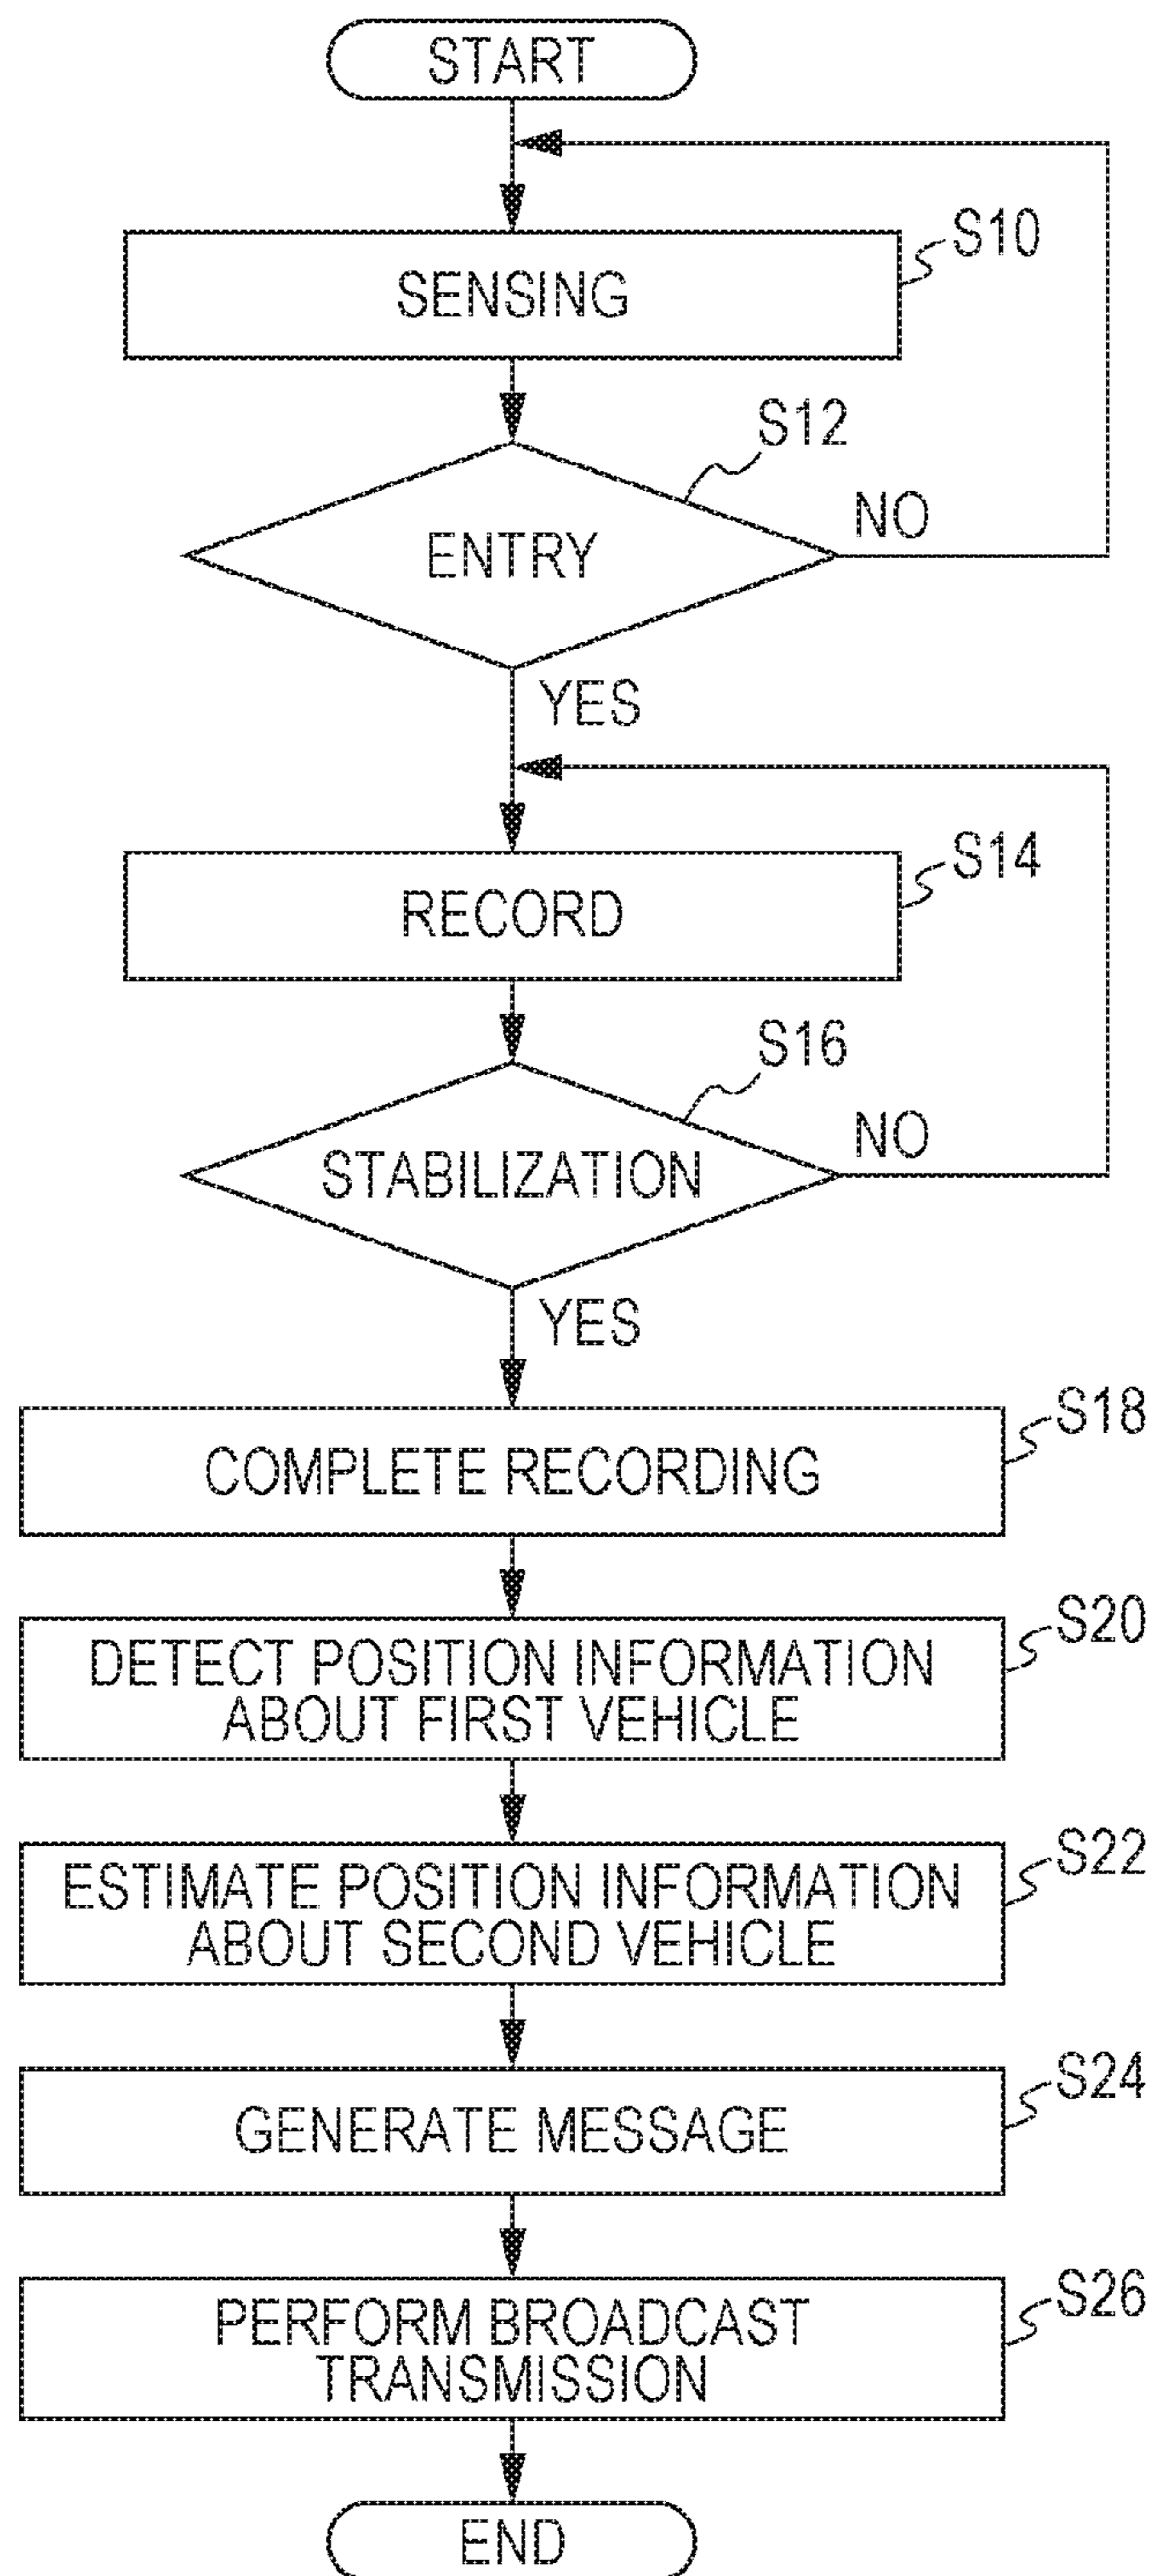 START
S10
SENSING
S12
NO
ENTRY
YES
S14
RECORD
S16
NO
STABILIZATION
YES
S18
COMPLETE RECORDING
S20
DETECT POSITION INFORMATION
ABOUT FIRST VEHICLE
S22
ESTIMATE POSITION INFORMATION
ABOUT SECOND VEHICLE
S24
GENERATE MESSAGE
S26
PERFORM BROADCAST
TRANSMISSION
END